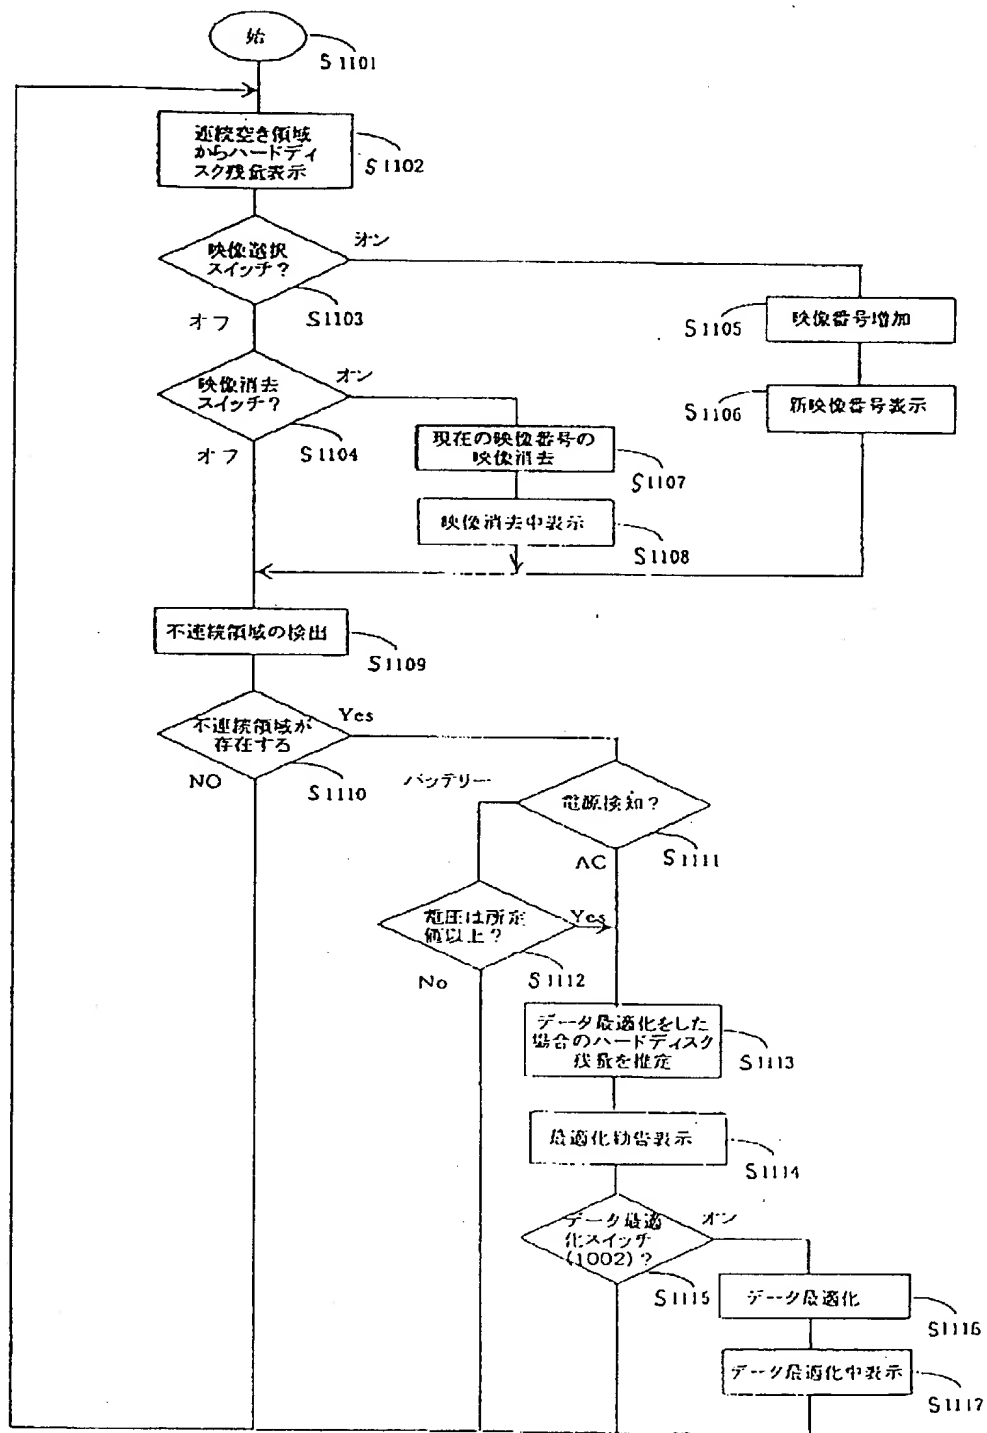 始
S1101
連続空き領域
からハードディ
スク残量表示
S1102
映像選択
スイッチ？
オン
オフ
S1103
S1105
映像番号増加
映像消去
スイッチ？
オン
オフ
S1104
S1106
新映像番号表示
現在の映像番号の
映像消去
S1107
映像消去中表示
S1108
不連続領域の検出
S1109
不連続領域が
存在する
Yes
NO
S1110
バッテリー
電源検知？
AC
S1111
電圧は所定
値以上？
Yes
No
S1112
データ最適化をした
場合のハードディスク
残量を推定
S1113
最適化勧告表示
S1114
データ最適
化スイッチ
(1002)？
オン
S1115
データ最適化
S1116
データ最適化中表示
S1117